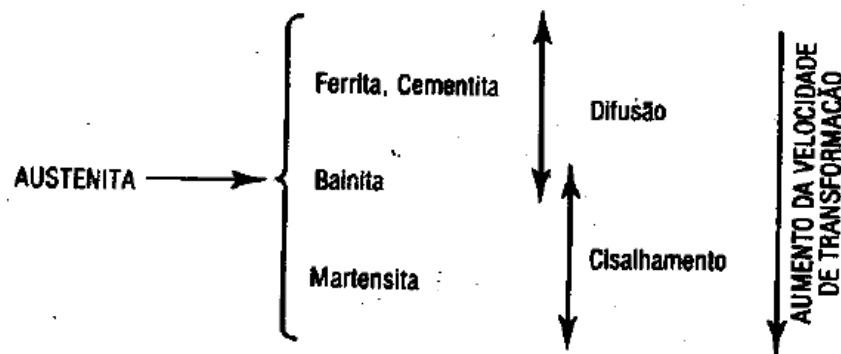 Ferrita, Cementita
Difusão
AUSTENITA
Bainita
Cisalhamento
Martensita
AUMENTO DA VELOCIDADE
DE TRANSFORMAÇÃO